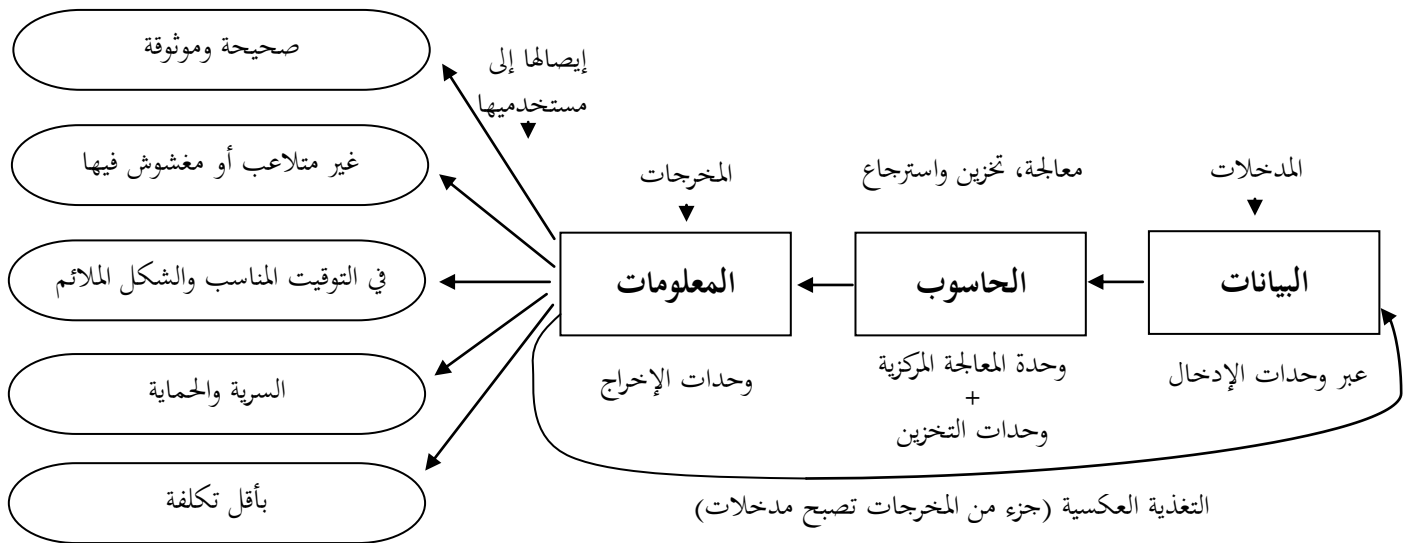 صحيحة وموثوقة
إيصالها إلى
مستخدميها
غير متلاعب أو مغشوش فيها
المدخلات
معالجة، تخزين واسترجاع
المخرجات
البيانات
الحاسوب
المعلومات
في التوقيت المناسب والشكل الملائم
عبر وحدات الإدخال
وحدة المعالجة المركزية
+
وحدات التخزين
وحدات الإخراج
السرية والحماية
بأقل تكلفة
التغذية العكسية (جزء من المخرجات تصبح مدخلات)